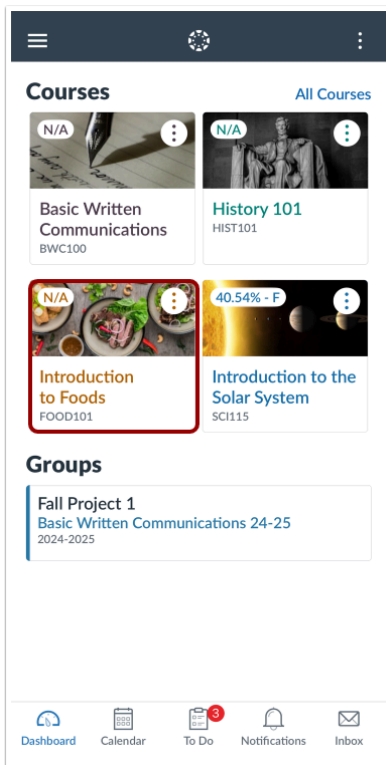 Courses
All Courses
N/A
Basic Written
Communications
BWC100
N/A
History 101
HIST101
N/A
Introduction
to Foods
FOOD101
40.54% - F
Introduction to the
Solar System
SCI115
Groups
Fall Project 1
Basic Written Communications 24-25
2024-2025
3
Dashboard
Calendar
To Do
Notifications
Inbox